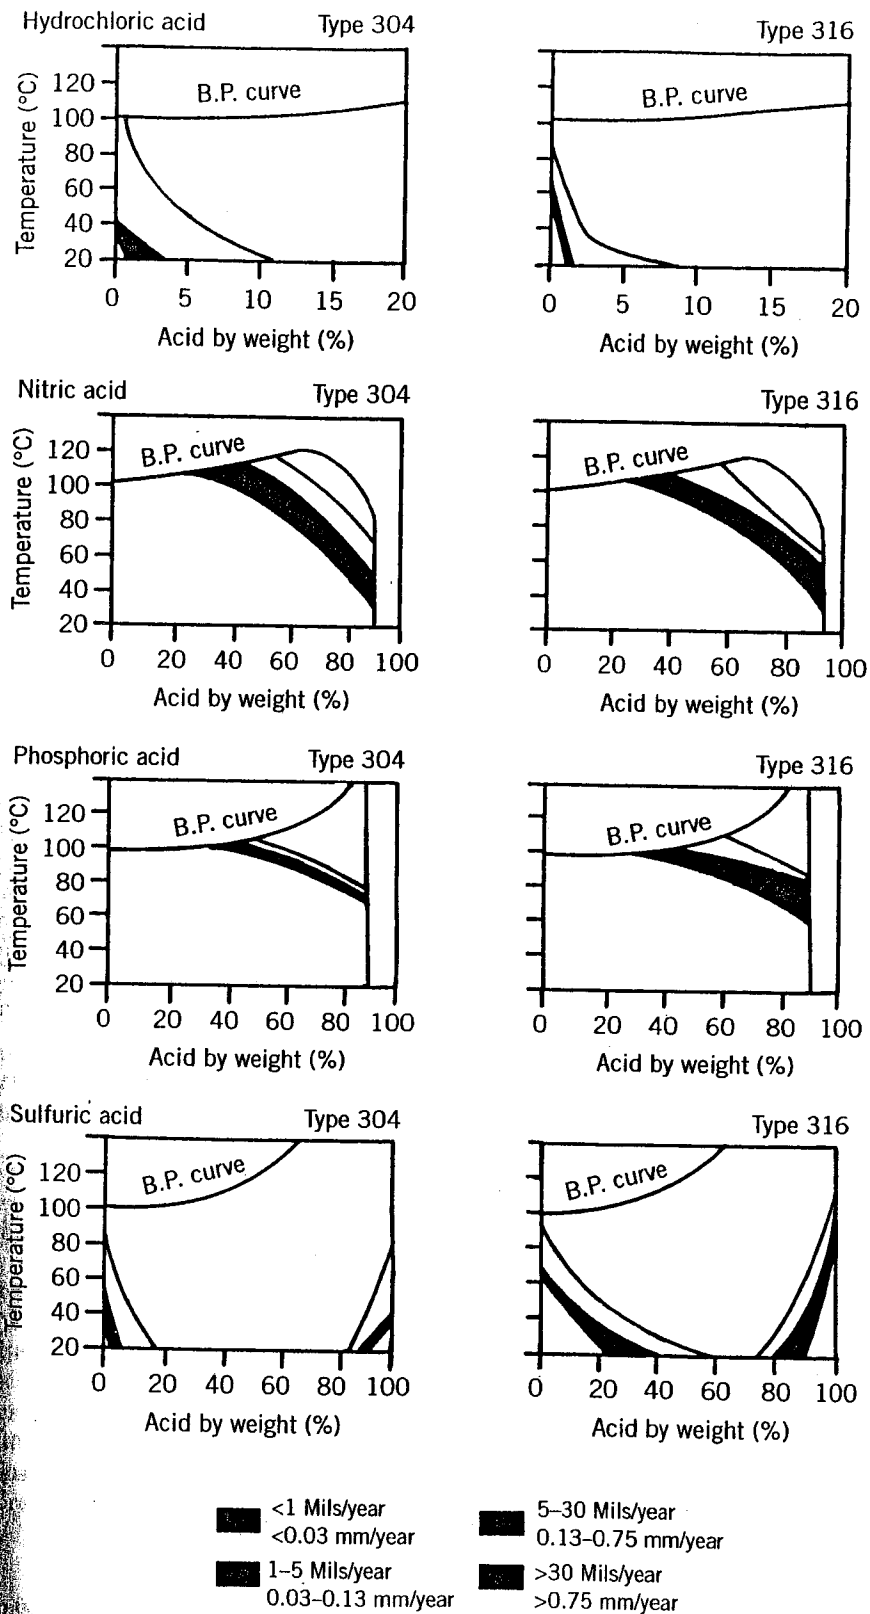 Hydrochloric acid Type 304
Type 316
Temperature (°C)
120
100
80
60
40
20
B.P. curve
B.P. curve
0 5 10 15 20
0 5 10 15 20
Acid by weight (%)
Acid by weight (%)
Nitric acid Type 304
Type 316
Temperature (°C)
120
100
80
60
40
20
B.P. curve
B.P. curve
0 20 40 60 80 100
0 20 40 60 80 100
Acid by weight (%)
Acid by weight (%)
Phosphoric acid Type 304
Type 316
Temperature (°C)
120
100
80
60
40
20
B.P. curve
B.P. curve
0 20 40 60 80 100
0 20 40 60 80 100
Acid by weight (%)
Acid by weight (%)
Sulfuric acid Type 304
Type 316
Temperature (°C)
120
100
80
60
40
20
B.P. curve
B.P. curve
0 20 40 60 80 100
0 20 40 60 80 100
Acid by weight (%)
Acid by weight (%)
<1 Mils/year
<0.03 mm/year
1–5 Mils/year
0.03–0.13 mm/year
5–30 Mils/year
0.13–0.75 mm/year
>30 Mils/year
>0.75 mm/year